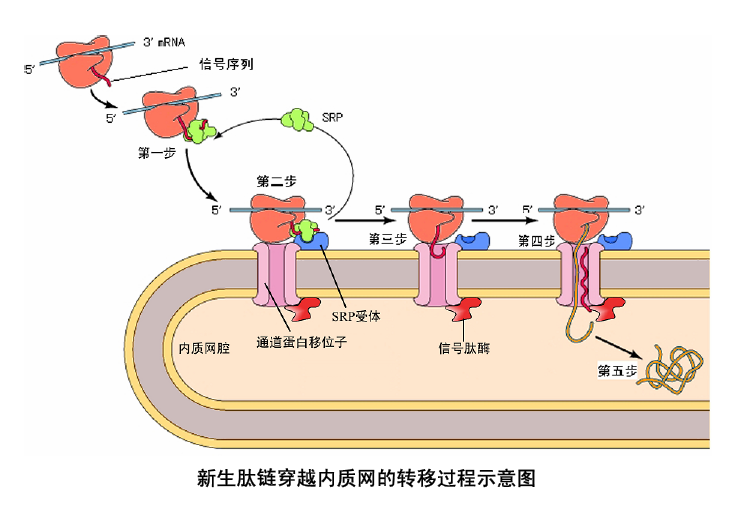 3' mRNA
5'
信号序列
3'
5'
SRP
第一步
第二步
5'
3'
5'
3'
5'
3'
第三步
第四步
SRP受体
通道蛋白移位子
内质网腔
信号肽酶
第五步
新生肽链穿越内质网的转移过程示意图